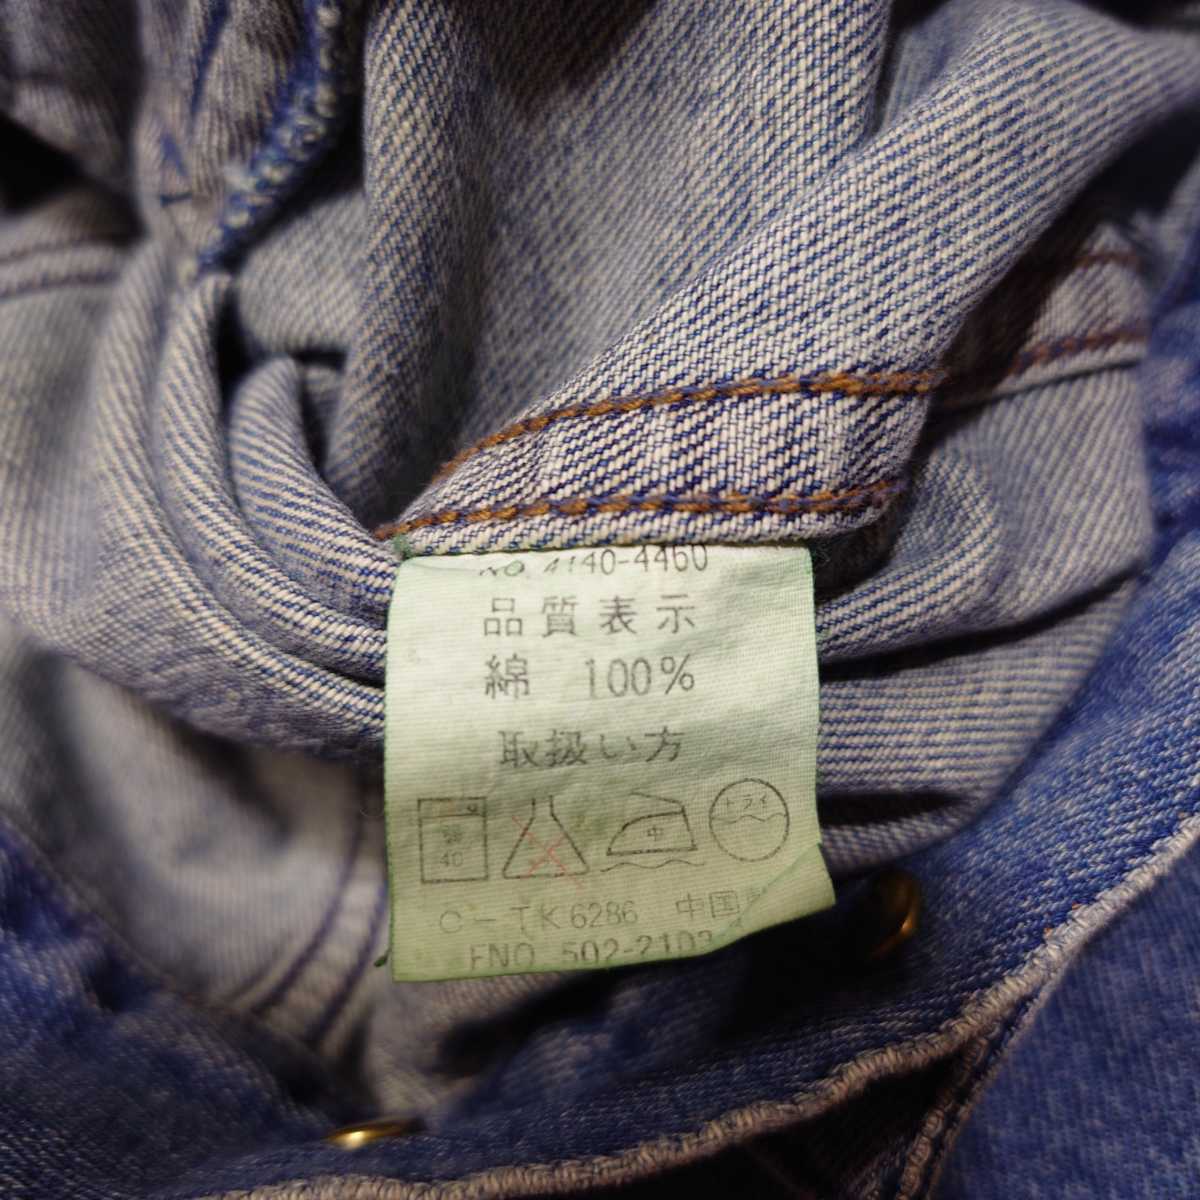 NO. 4140-4460
品質表示
綿 100%
取扱い方
40 中 ドライ
C-TK6286 中国
FNO 502-2103